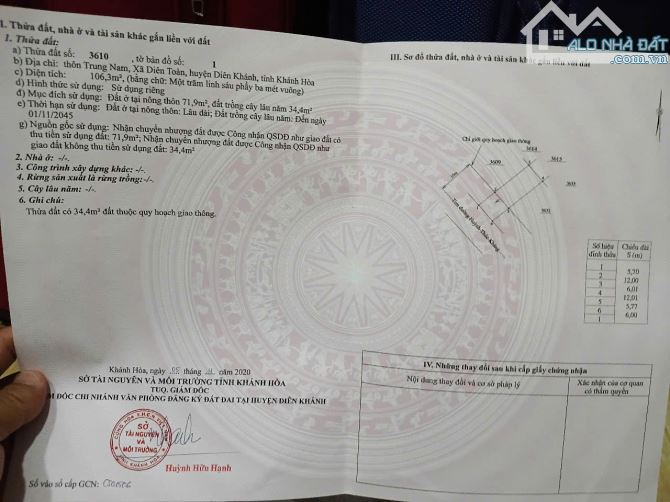 ALO NHÀ ĐẤT
.com.vn
I. Thửa đất, nhà ở và tài sản khác gắn liền với đất
1. Thửa đất:
a) Thửa đất số: 3610 , tờ bản đồ số: 1
b) Địa chỉ: thôn Trung Nam, Xã Diên Toàn, huyện Diên Khánh, tỉnh Khánh Hòa
c) Diện tích: 106,3m², (bằng chữ: Một trăm linh sáu phẩy ba mét vuông)
d) Hình thức sử dụng: Sử dụng riêng
đ) Mục đích sử dụng: Đất ở tại nông thôn 71,9m², đất trồng cây lâu năm 34,4m²
e) Thời hạn sử dụng: Đất ở tại nông thôn: Lâu dài; Đất trồng cây lâu năm: Đến ngày
01/11/2045
g) Nguồn gốc sử dụng: Nhận chuyển nhượng đất được Công nhận QSDĐ như giao đất có
thu tiền sử dụng đất: 71,9m²; Nhận chuyển nhượng đất được Công nhận QSDĐ như
giao đất không thu tiền sử dụng đất: 34,4m²
2. Nhà ở: -/-.
3. Công trình xây dựng khác: -/-.
4. Rừng sản xuất là rừng trồng: -/-.
5. Cây lâu năm: -/-.
6. Ghi chú:
Thửa đất có 34,4m² đất thuộc quy hoạch giao thông.
Khánh Hòa, ngày tháng năm 2020
SỞ TÀI NGUYÊN VÀ MÔI TRƯỜNG TỈNH KHÁNH HÒA
TUQ. GIÁM ĐỐC
M ĐỐC CHI NHÁNH VĂN PHÒNG ĐĂNG KÝ ĐẤT ĐAI TẠI HUYỆN DIÊN KHÁNH
SỞ
TÀI NGUYÊN
VÀ
MÔI TRƯỜNG
Huỳnh Hữu Hạnh
Số vào sổ cấp GCN:
III. Sơ đồ thửa đất, nhà ở và tài sản khác gắn liền với đất
Chỉ giới quy hoạch giao thông
3614
3609
3615
3631
Tim đường Huỳnh Thúc Kháng
Số hiệu đỉnh thửa
Chiều dài S (m)
1
5,70
2
12,00
3
6,01
4
12,01
5
5,77
6
6,00
1
IV. Những thay đổi sau khi cấp giấy chứng nhận
Nội dung thay đổi và cơ sở pháp lý
Xác nhận của cơ quan
có thẩm quyền